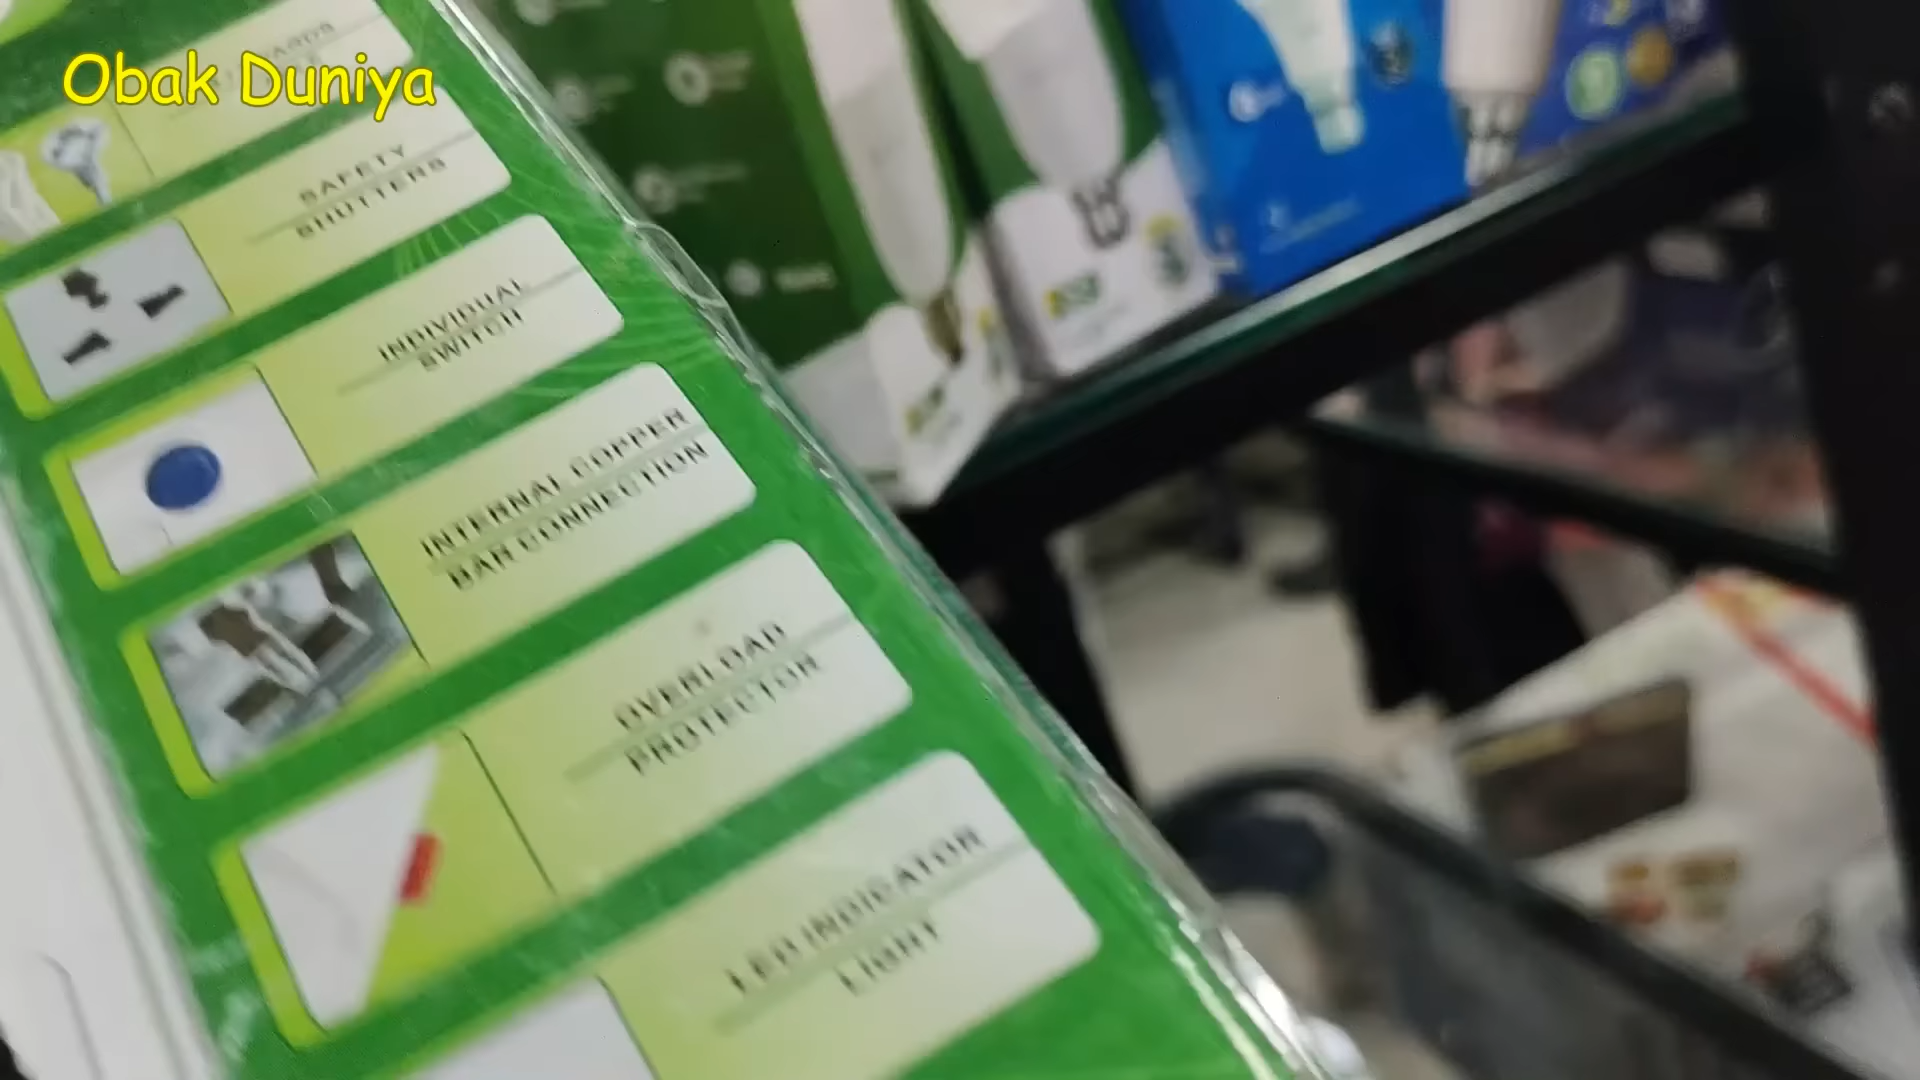 Obak Duniya
SAFETY
SHUTTERS
INDIVIDUAL
SWITCH
INTERNAL COPPER
BAR CONNECTION
OVERLOAD
PROTECTOR
LED INDICATOR
LIGHT